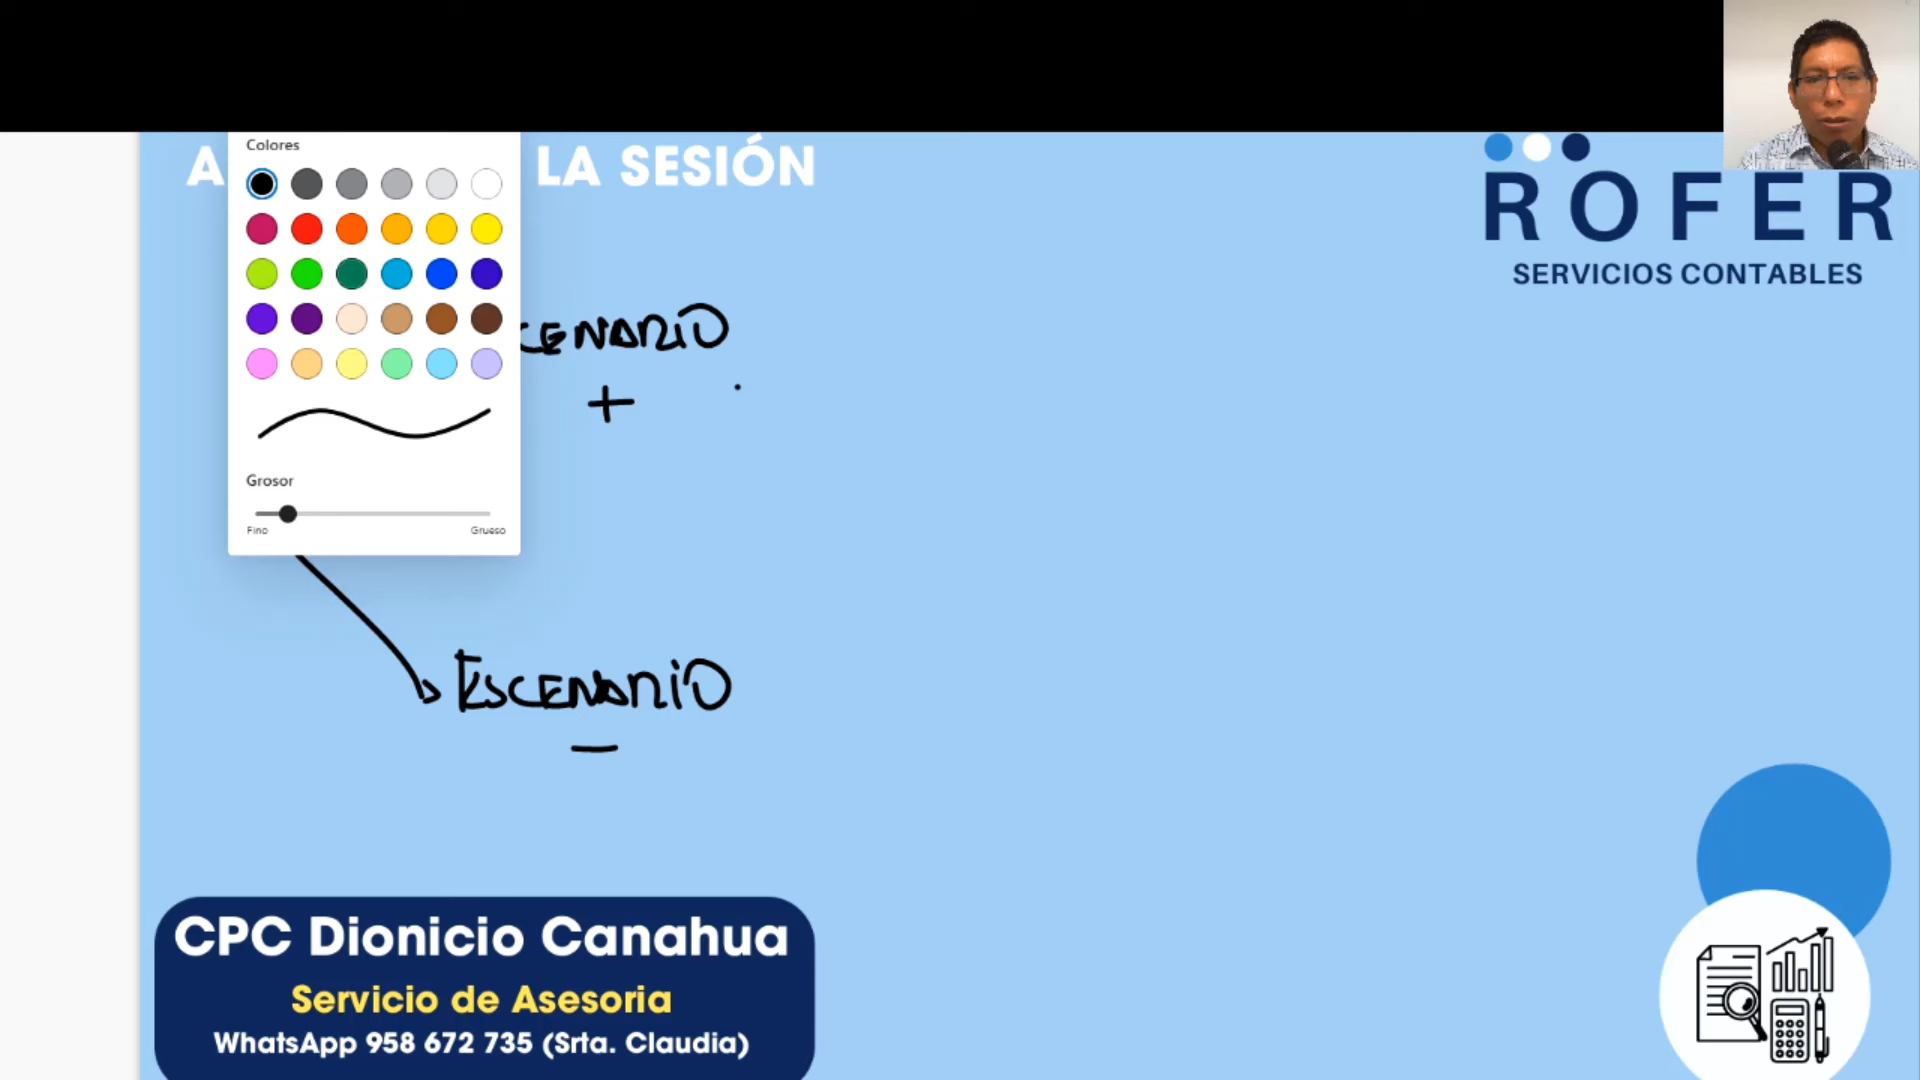 Colores
LA SESIÓN
ROFER
SERVICIOS CONTABLES
+
Grosor
Fino
Grueso
ESCENARIO
—
CPC Dionicio Canahua
Servicio de Asesoria
WhatsApp 958 672 735 (Srta. Claudia)